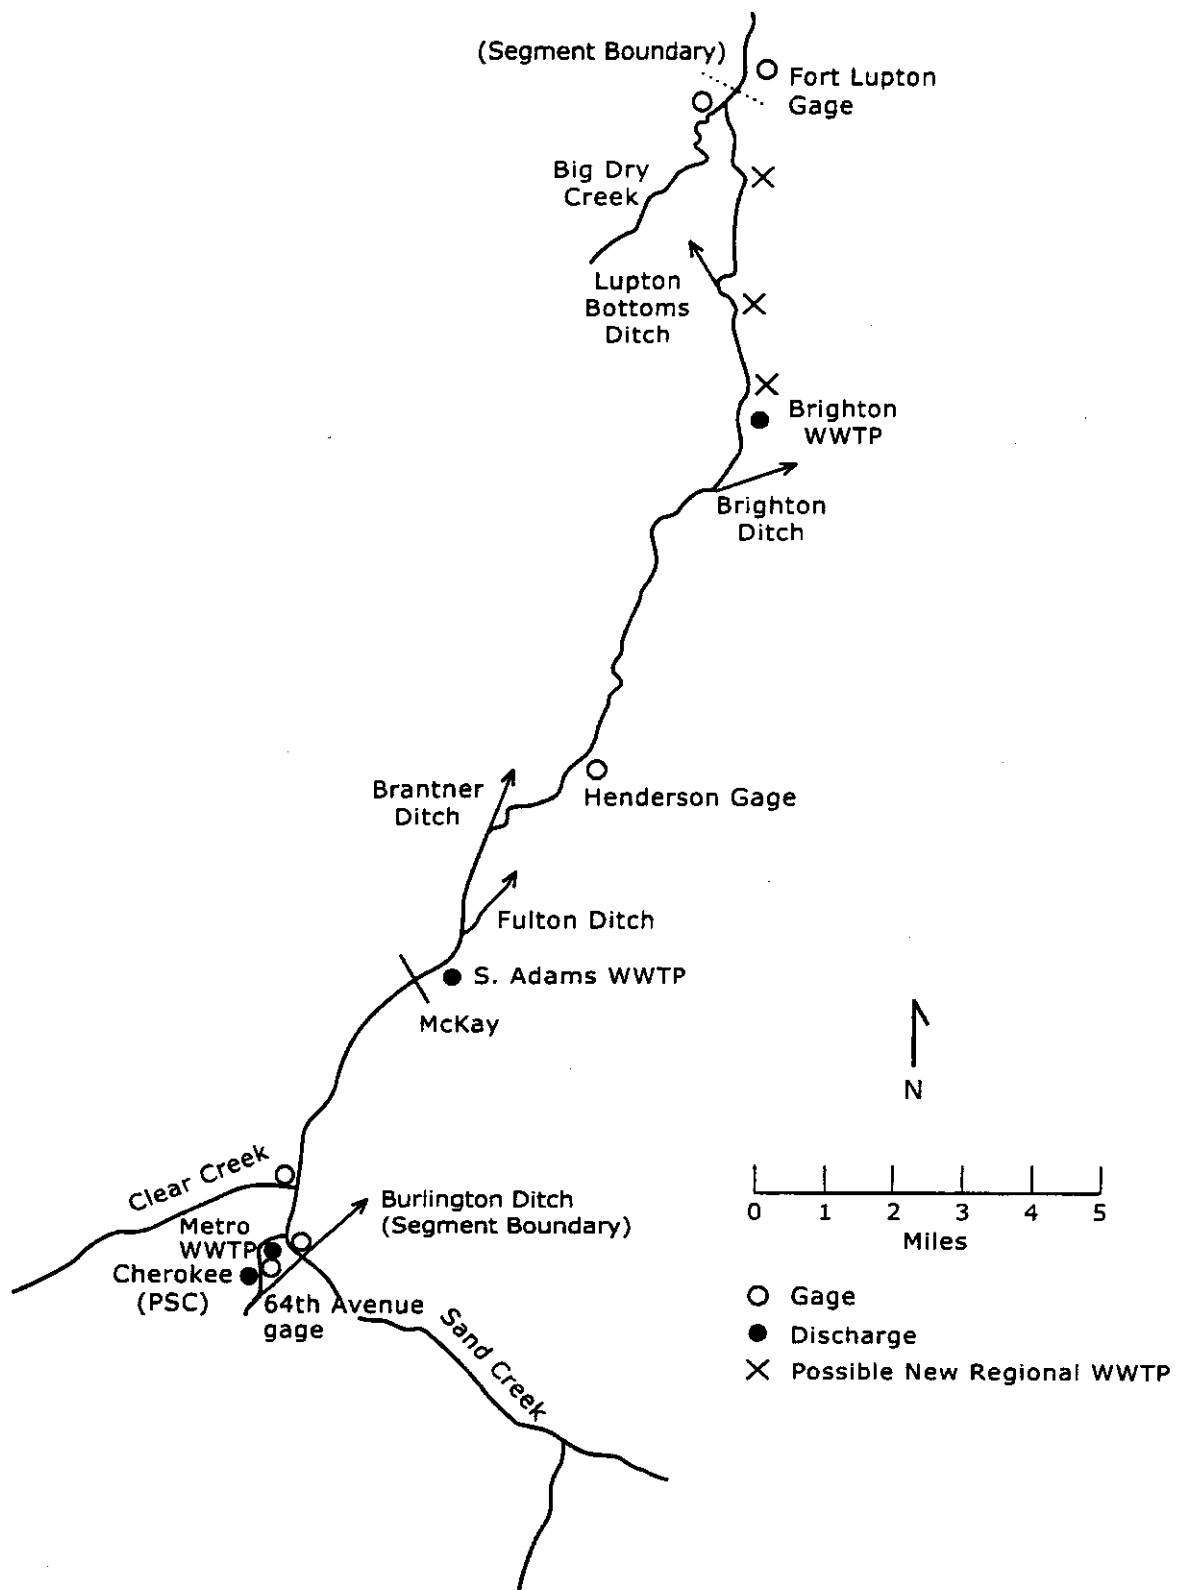 (Segment Boundary)
Fort Lupton
Gage
Big Dry
Creek
Lupton
Bottoms
Ditch
Brighton
WWTP
Brighton
Ditch
Brantner
Ditch
Henderson Gage
Fulton Ditch
S. Adams WWTP
McKay
N
Clear Creek
Burlington Ditch
(Segment Boundary)
Metro
WWTP
Cherokee
(PSC)
64th Avenue
gage
Sand Creek
0 1 2 3 4 5
Miles
Gage
Discharge
Possible New Regional WWTP